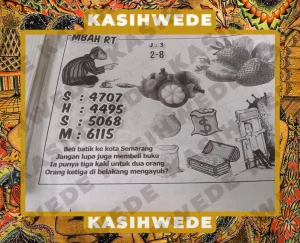 KASIHWEDE
MBAH RT
J : 3
2-8
S : 4707
H : 4495
S : 5068
M : 6115
Beli batik ke kota Semarang
Jangan lupa juga membeli buku
Ia punya tiga kaki untuk dua orang
Orang ketiga di belakang mengayuh?
KASIHWEDE